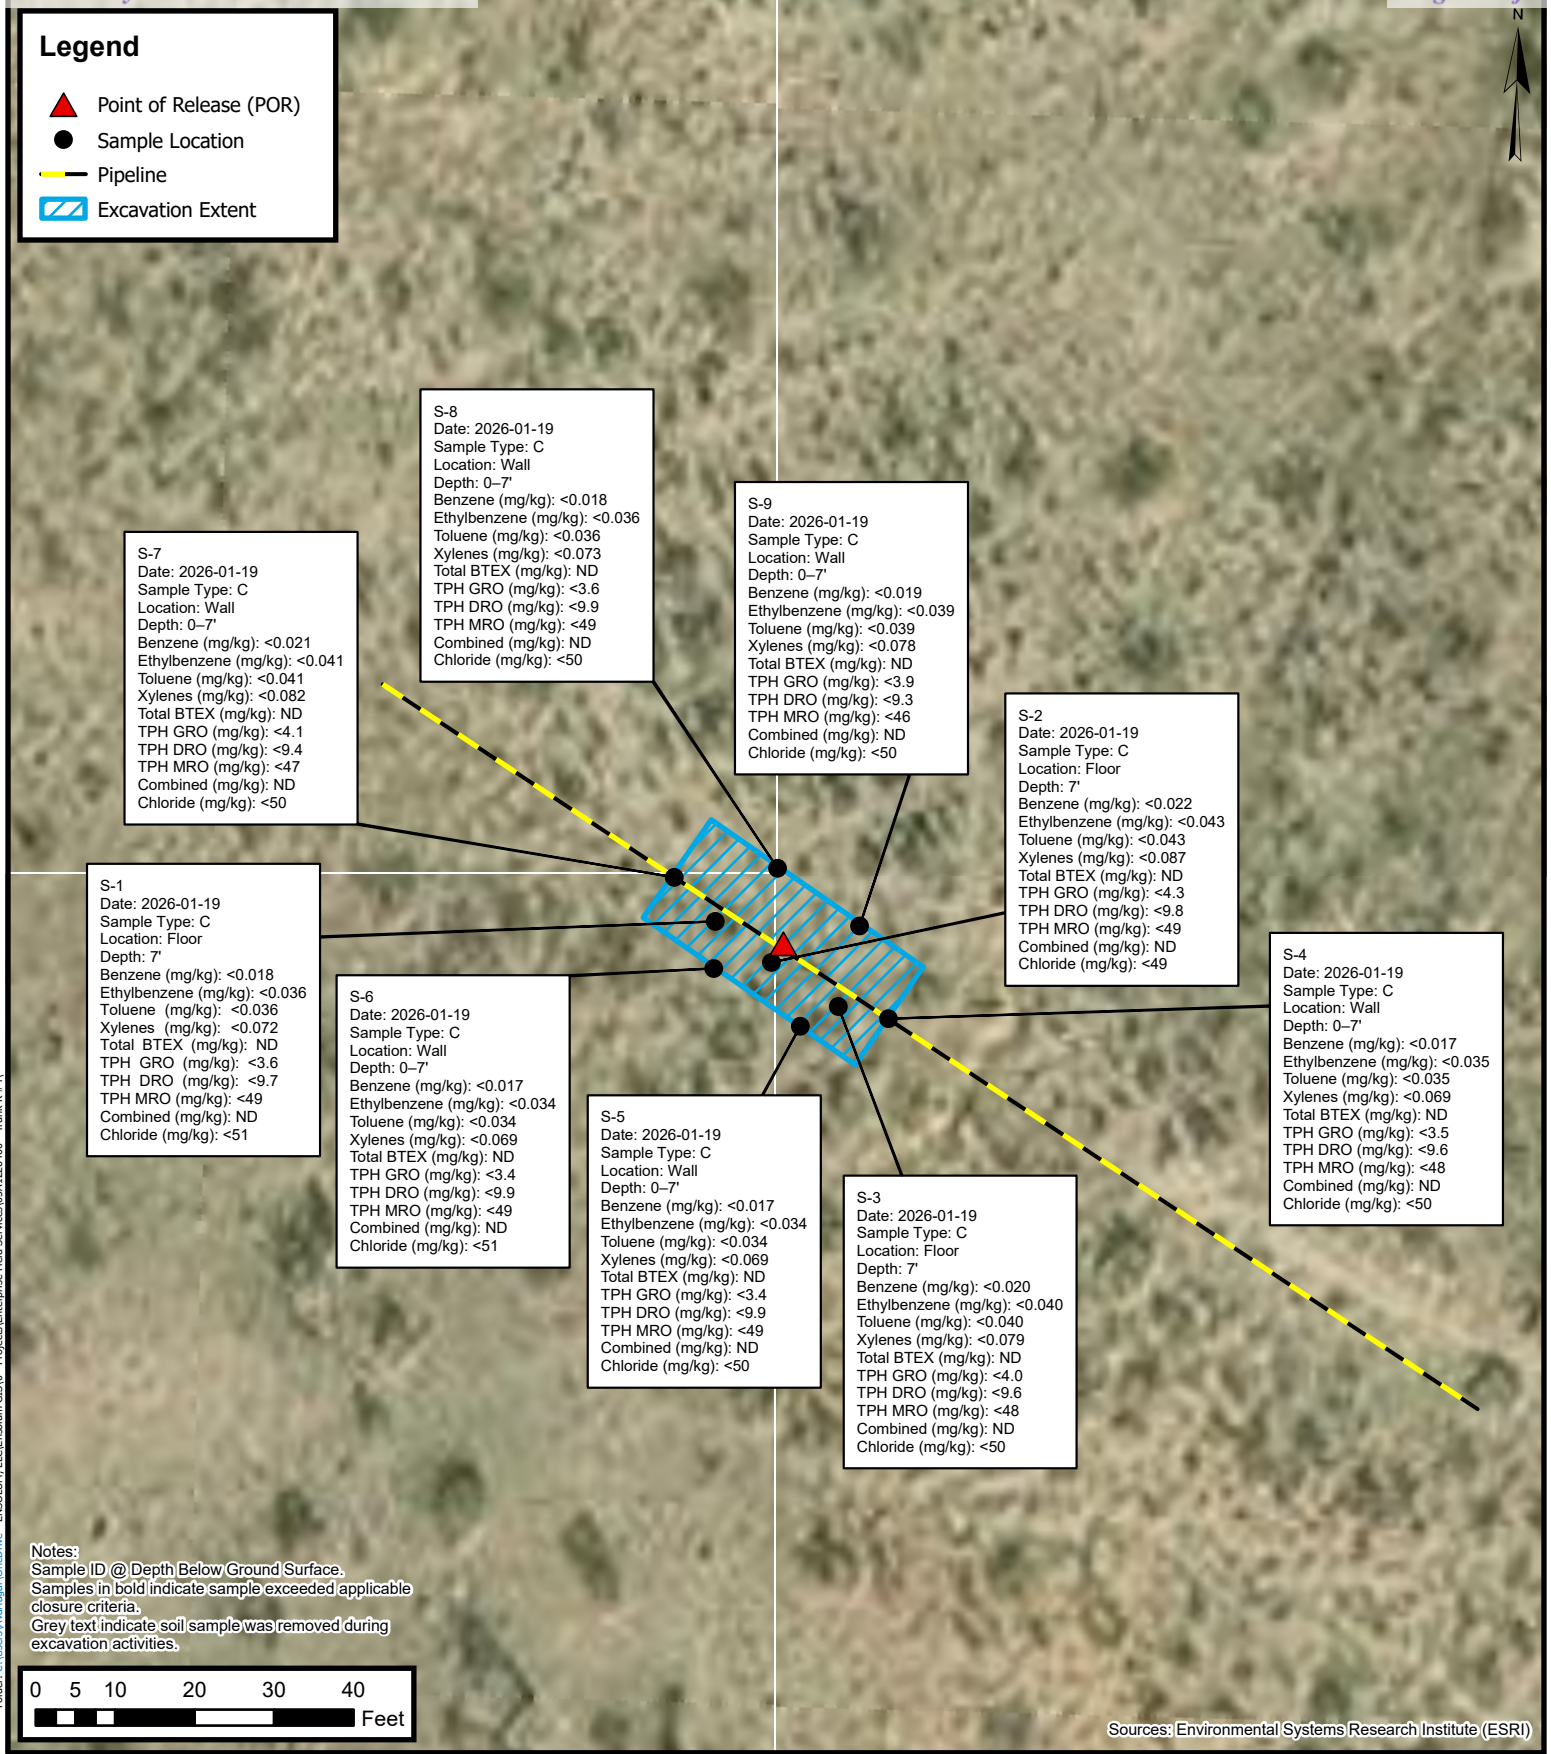 N
Legend
Point of Release (POR)
Sample Location
Pipeline
Excavation Extent
S-8
Date: 2026-01-19
Sample Type: C
Location: Wall
Depth: 0–7'
Benzene (mg/kg): <0.018
Ethylbenzene (mg/kg): <0.036
Toluene (mg/kg): <0.036
Xylenes (mg/kg): <0.073
Total BTEX (mg/kg): ND
TPH GRO (mg/kg): <3.6
TPH DRO (mg/kg): <9.9
TPH MRO (mg/kg): <49
Combined (mg/kg): ND
Chloride (mg/kg): <50
S-9
Date: 2026-01-19
Sample Type: C
Location: Wall
Depth: 0–7'
Benzene (mg/kg): <0.019
Ethylbenzene (mg/kg): <0.039
Toluene (mg/kg): <0.039
Xylenes (mg/kg): <0.078
Total BTEX (mg/kg): ND
TPH GRO (mg/kg): <3.9
TPH DRO (mg/kg): <9.3
TPH MRO (mg/kg): <46
Combined (mg/kg): ND
Chloride (mg/kg): <50
S-7
Date: 2026-01-19
Sample Type: C
Location: Wall
Depth: 0–7'
Benzene (mg/kg): <0.021
Ethylbenzene (mg/kg): <0.041
Toluene (mg/kg): <0.041
Xylenes (mg/kg): <0.082
Total BTEX (mg/kg): ND
TPH GRO (mg/kg): <4.1
TPH DRO (mg/kg): <9.4
TPH MRO (mg/kg): <47
Combined (mg/kg): ND
Chloride (mg/kg): <50
S-2
Date: 2026-01-19
Sample Type: C
Location: Floor
Depth: 7'
Benzene (mg/kg): <0.022
Ethylbenzene (mg/kg): <0.043
Toluene (mg/kg): <0.043
Xylenes (mg/kg): <0.087
Total BTEX (mg/kg): ND
TPH GRO (mg/kg): <4.3
TPH DRO (mg/kg): <9.8
TPH MRO (mg/kg): <49
Combined (mg/kg): ND
Chloride (mg/kg): <49
S-1
Date: 2026-01-19
Sample Type: C
Location: Floor
Depth: 7'
Benzene (mg/kg): <0.018
Ethylbenzene (mg/kg): <0.036
Toluene (mg/kg): <0.036
Xylenes (mg/kg): <0.072
Total BTEX (mg/kg): ND
TPH GRO (mg/kg): <3.6
TPH DRO (mg/kg): <9.7
TPH MRO (mg/kg): <49
Combined (mg/kg): ND
Chloride (mg/kg): <51
S-4
Date: 2026-01-19
Sample Type: C
Location: Wall
Depth: 0–7'
Benzene (mg/kg): <0.017
Ethylbenzene (mg/kg): <0.035
Toluene (mg/kg): <0.035
Xylenes (mg/kg): <0.069
Total BTEX (mg/kg): ND
TPH GRO (mg/kg): <3.5
TPH DRO (mg/kg): <9.6
TPH MRO (mg/kg): <48
Combined (mg/kg): ND
Chloride (mg/kg): <50
S-6
Date: 2026-01-19
Sample Type: C
Location: Wall
Depth: 0–7'
Benzene (mg/kg): <0.017
Ethylbenzene (mg/kg): <0.034
Toluene (mg/kg): <0.034
Xylenes (mg/kg): <0.069
Total BTEX (mg/kg): ND
TPH GRO (mg/kg): <3.4
TPH DRO (mg/kg): <9.9
TPH MRO (mg/kg): <49
Combined (mg/kg): ND
Chloride (mg/kg): <51
S-5
Date: 2026-01-19
Sample Type: C
Location: Wall
Depth: 0–7'
Benzene (mg/kg): <0.017
Ethylbenzene (mg/kg): <0.034
Toluene (mg/kg): <0.034
Xylenes (mg/kg): <0.069
Total BTEX (mg/kg): ND
TPH GRO (mg/kg): <3.4
TPH DRO (mg/kg): <9.9
TPH MRO (mg/kg): <49
Combined (mg/kg): ND
Chloride (mg/kg): <50
S-3
Date: 2026-01-19
Sample Type: C
Location: Floor
Depth: 7'
Benzene (mg/kg): <0.020
Ethylbenzene (mg/kg): <0.040
Toluene (mg/kg): <0.040
Xylenes (mg/kg): <0.079
Total BTEX (mg/kg): ND
TPH GRO (mg/kg): <4.0
TPH DRO (mg/kg): <9.6
TPH MRO (mg/kg): <48
Combined (mg/kg): ND
Chloride (mg/kg): <50
Notes:
Sample ID @ Depth Below Ground Surface.
Samples in bold indicate sample exceeded applicable
closure criteria.
Grey text indicate soil sample was removed during
excavation activities.
0 5 10 20 30 40
Feet
Sources: Environmental Systems Research Institute (ESRI)